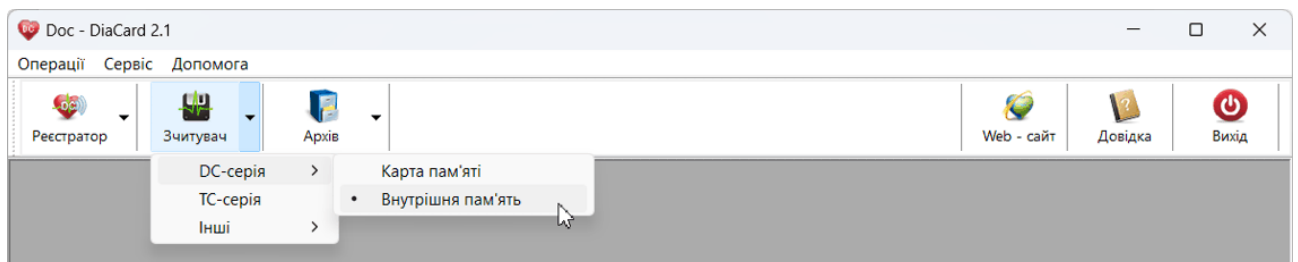 Doc - DiaCard 2.1
Операції Сервіс Допомога
Реєстратор Зчитувач Архів Web - сайт Довідка Вихід
DC-серія Карта пам'яті
TC-серія Внутрішня пам'ять
Інші